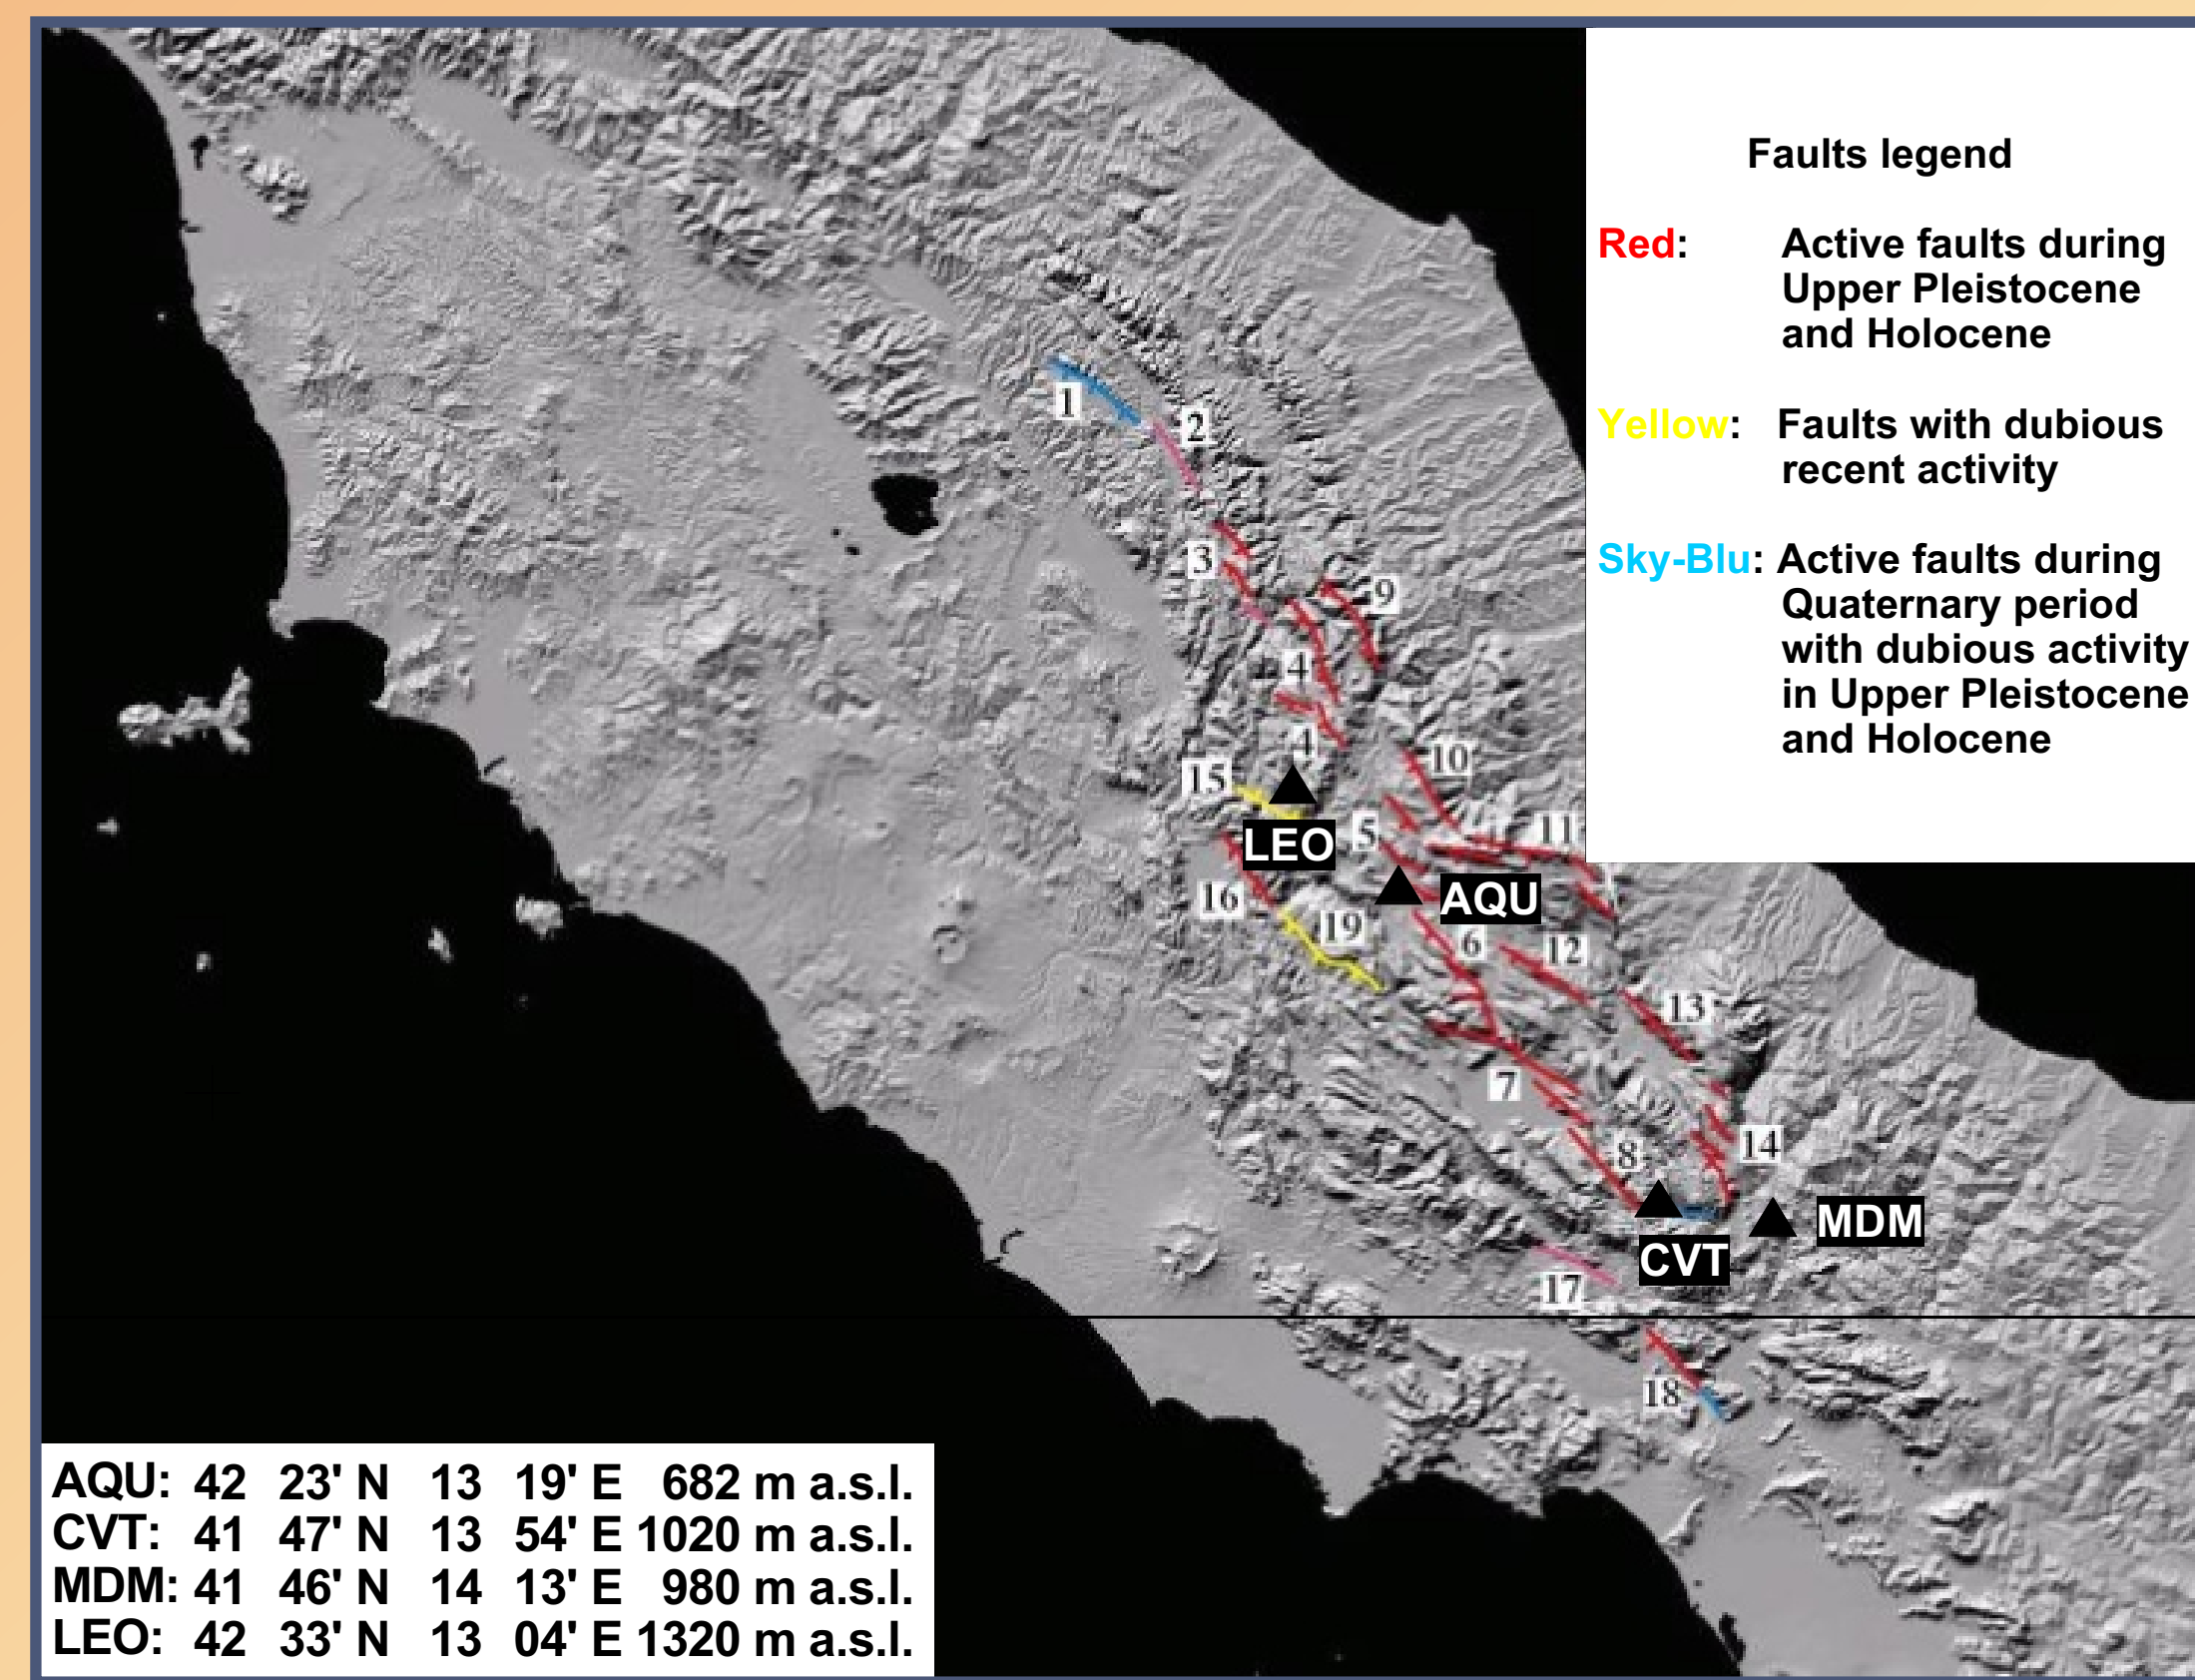 Faults legend
Red: Active faults during
Upper Pleistocene
and Holocene
Yellow: Faults with dubious
recent activity
Sky-Blu: Active faults during
Quaternary period
with dubious activity
in Upper Pleistocene
and Holocene
1
2
3
9
4
4
10
15
LEO
5
11
16
AQU
19
6
12
13
7
8
14
MDM
CVT
17
18
AQU: 42 23' N 13 19' E 682 m a.s.l.
CVT: 41 47' N 13 54' E 1020 m a.s.l.
MDM: 41 46' N 14 13' E 980 m a.s.l.
LEO: 42 33' N 13 04' E 1320 m a.s.l.